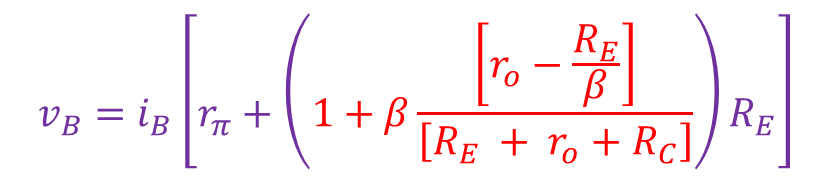 v_B = i_B [ r_π + ( 1 + β [ r_o − R_E/β ] / [ R_E + r_o + R_C ] ) R_E ]